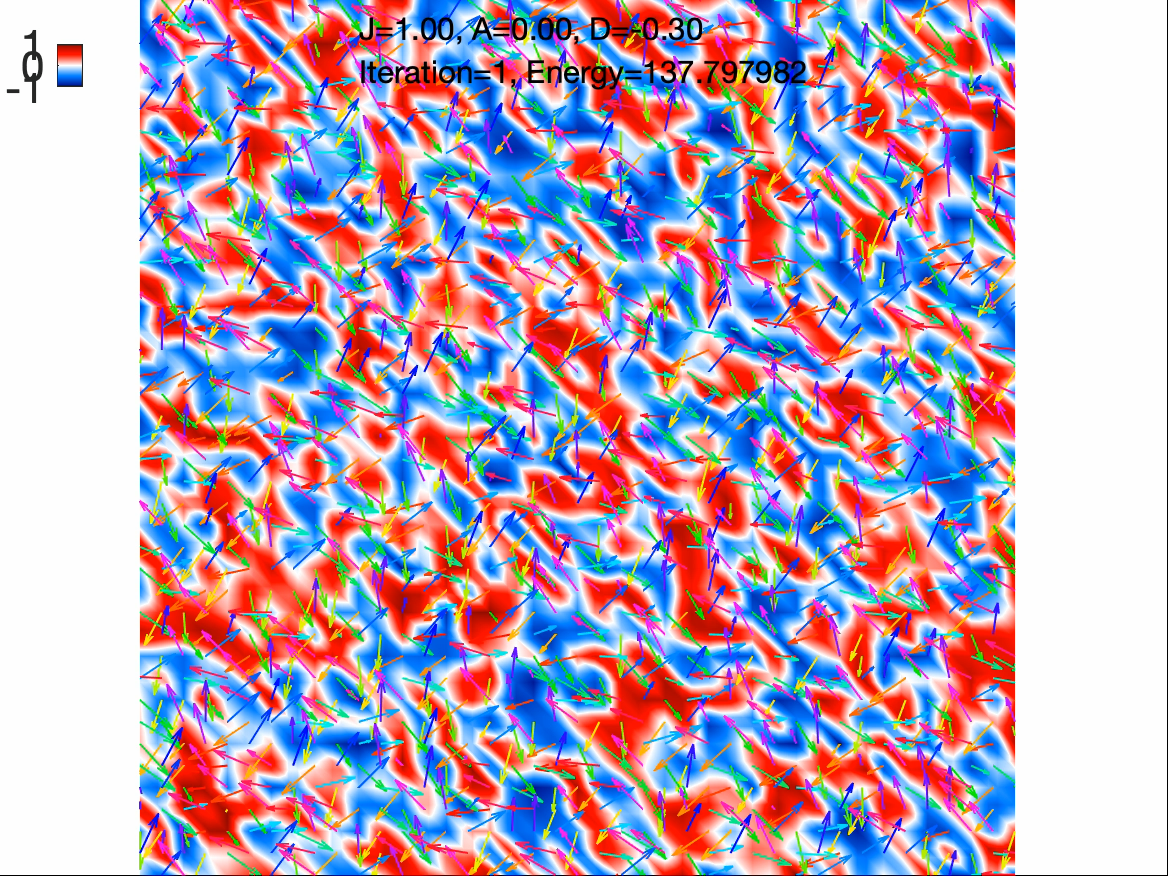 J=1.00, A=0.00, D=-0.30
Iteration=1, Energy=137.797982
1
0
-1